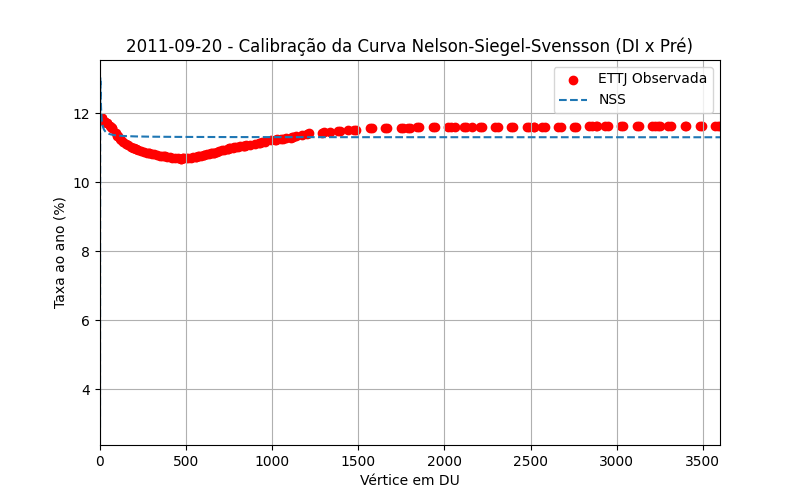 2011-09-20 - Calibração da Curva Nelson-Siegel-Svensson (DI x Pré)
ETTJ Observada
NSS
Taxa ao ano (%)
12
10
8
6
4
0 500 1000 1500 2000 2500 3000 3500
Vértice em DU